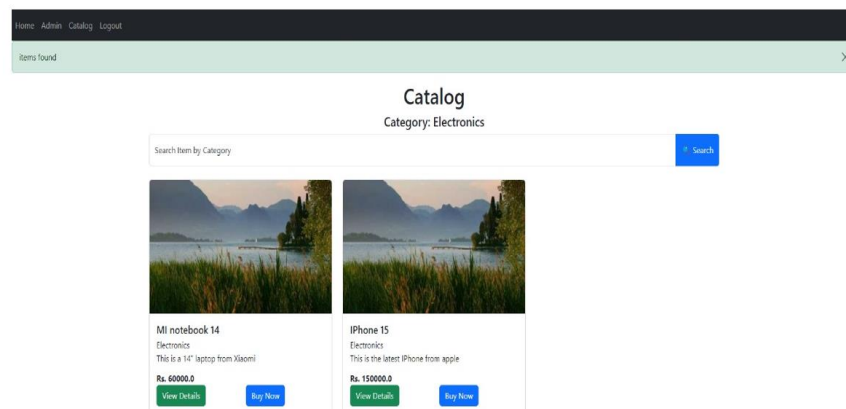 Home Admin Catalog Logout
items found
Catalog
Category: Electronics
Search Item by Category
Search
MI notebook 14
Electronics
This is a 14" laptop from Xiaomi
Rs. 60000.0
View Details Buy Now
IPhone 15
Electronics
This is the latest IPhone from apple
Rs. 150000.0
View Details Buy Now